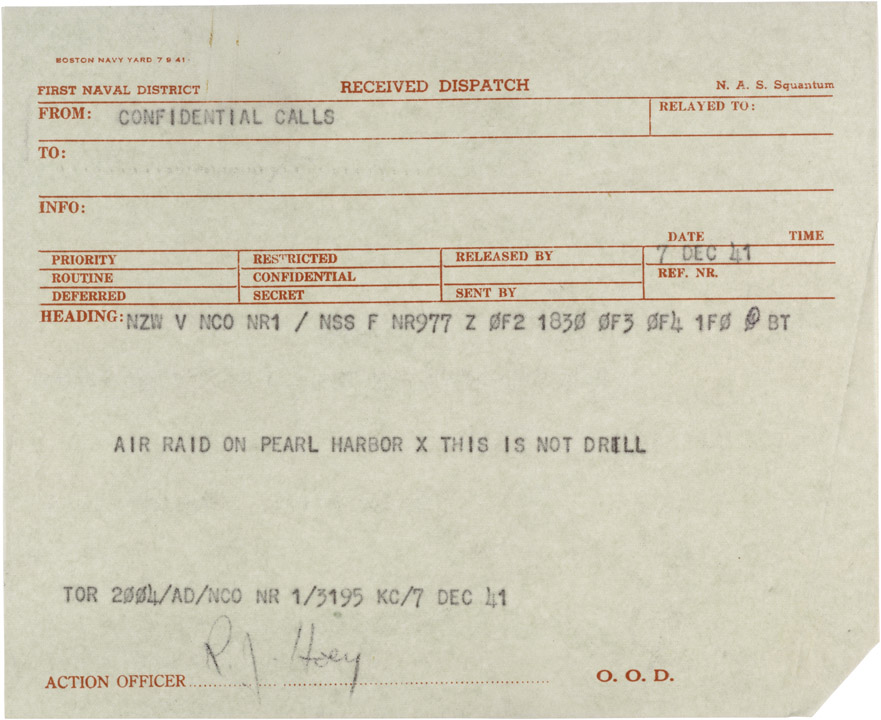 BOSTON NAVY YARD 7 9 41
FIRST NAVAL DISTRICT RECEIVED DISPATCH N. A. S. Squantum
FROM: CONFIDENTIAL CALLS RELAYED TO:
TO:
INFO:
DATE TIME
7 DEC 41
PRIORITY RESTRICTED RELEASED BY
ROUTINE CONFIDENTIAL REF. NR.
DEFERRED SECRET SENT BY
HEADING: NZW V NCO NR1 / NSS F NR977 Z ØF2 183Ø ØF3 ØF4 1FØ Ø BT
AIR RAID ON PEARL HARBOR X THIS IS NOT DRILL
TOR 2ØØ4/AD/NCO NR 1/3195 KC/7 DEC 41
R. J. Hoey
ACTION OFFICER O. O. D.